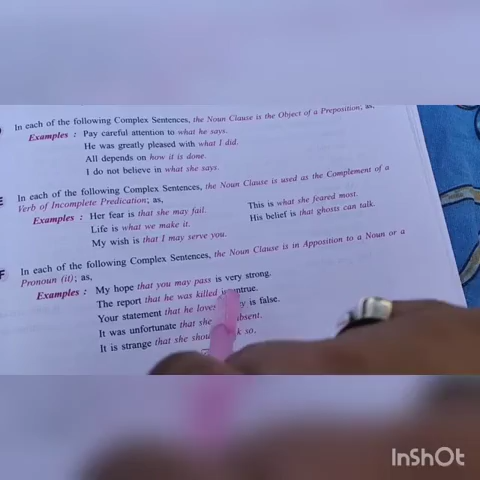 In each of the following Complex Sentences, the Noun Clause is the Object of a Preposition; as,
Examples : Pay careful attention to what he says.
He was greatly pleased with what I did.
All depends on how it is done.
I do not believe in what she says.
E In each of the following Complex Sentences, the Noun Clause is used as the Complement of a
Verb of Incomplete Predication; as,
Examples : Her fear is that she may fail. This is what she feared most.
Life is what we make it. His belief is that ghosts can talk.
My wish is that I may serve you.
F In each of the following Complex Sentences, the Noun Clause is in Apposition to a Noun or a
Pronoun (it); as,
Examples : My hope that you may pass is very strong.
The report that he was killed is untrue.
Your statement that he is false.
It was unfortunate that she absent.
It is strange that she so.
InShOt